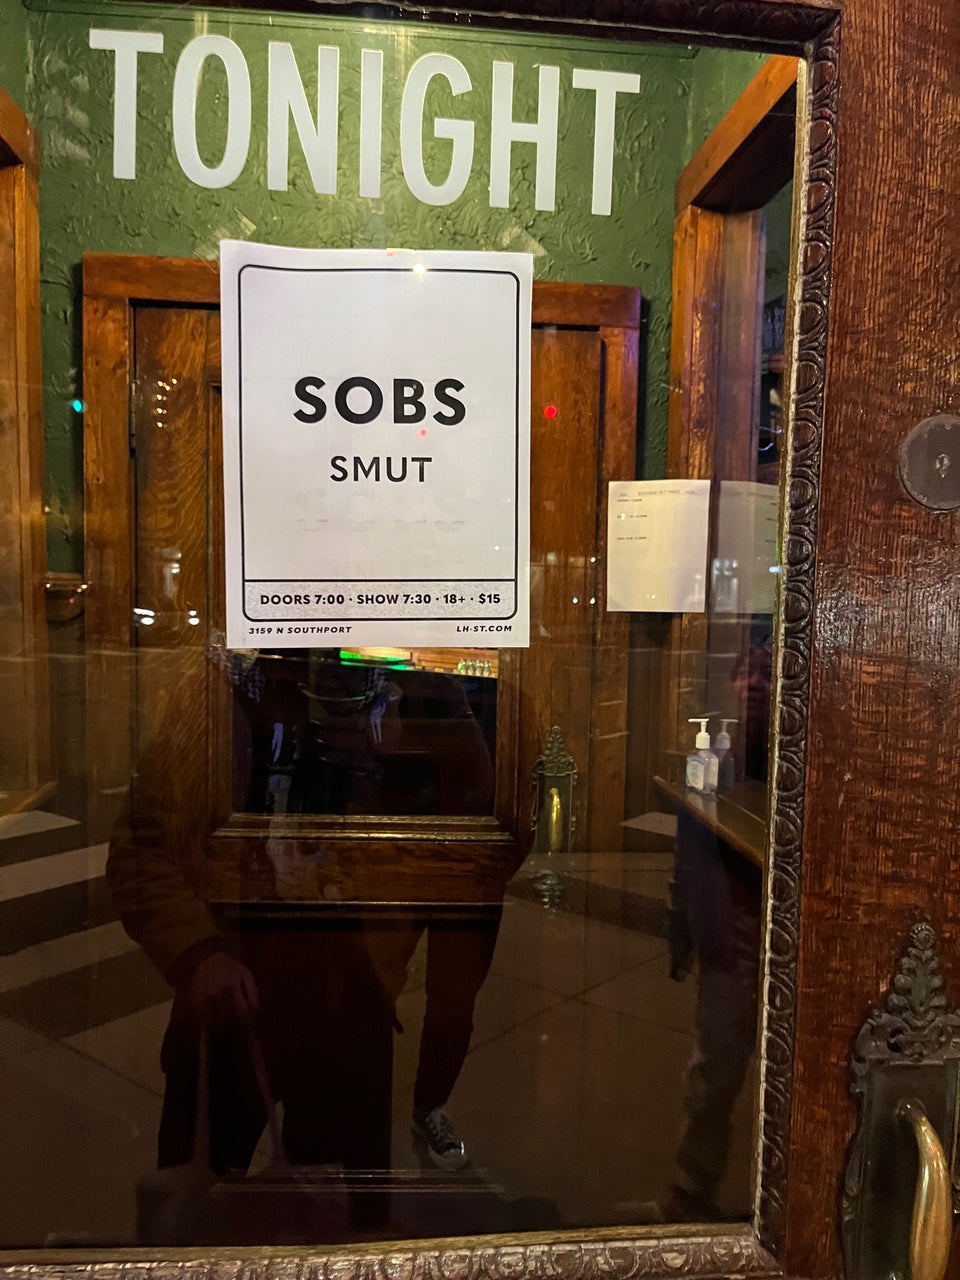 TONIGHT
SOBS
SMUT
DOORS 7:00 · SHOW 7:30 · 18+ · $15
3159 N SOUTHPORT
LH-ST.COM